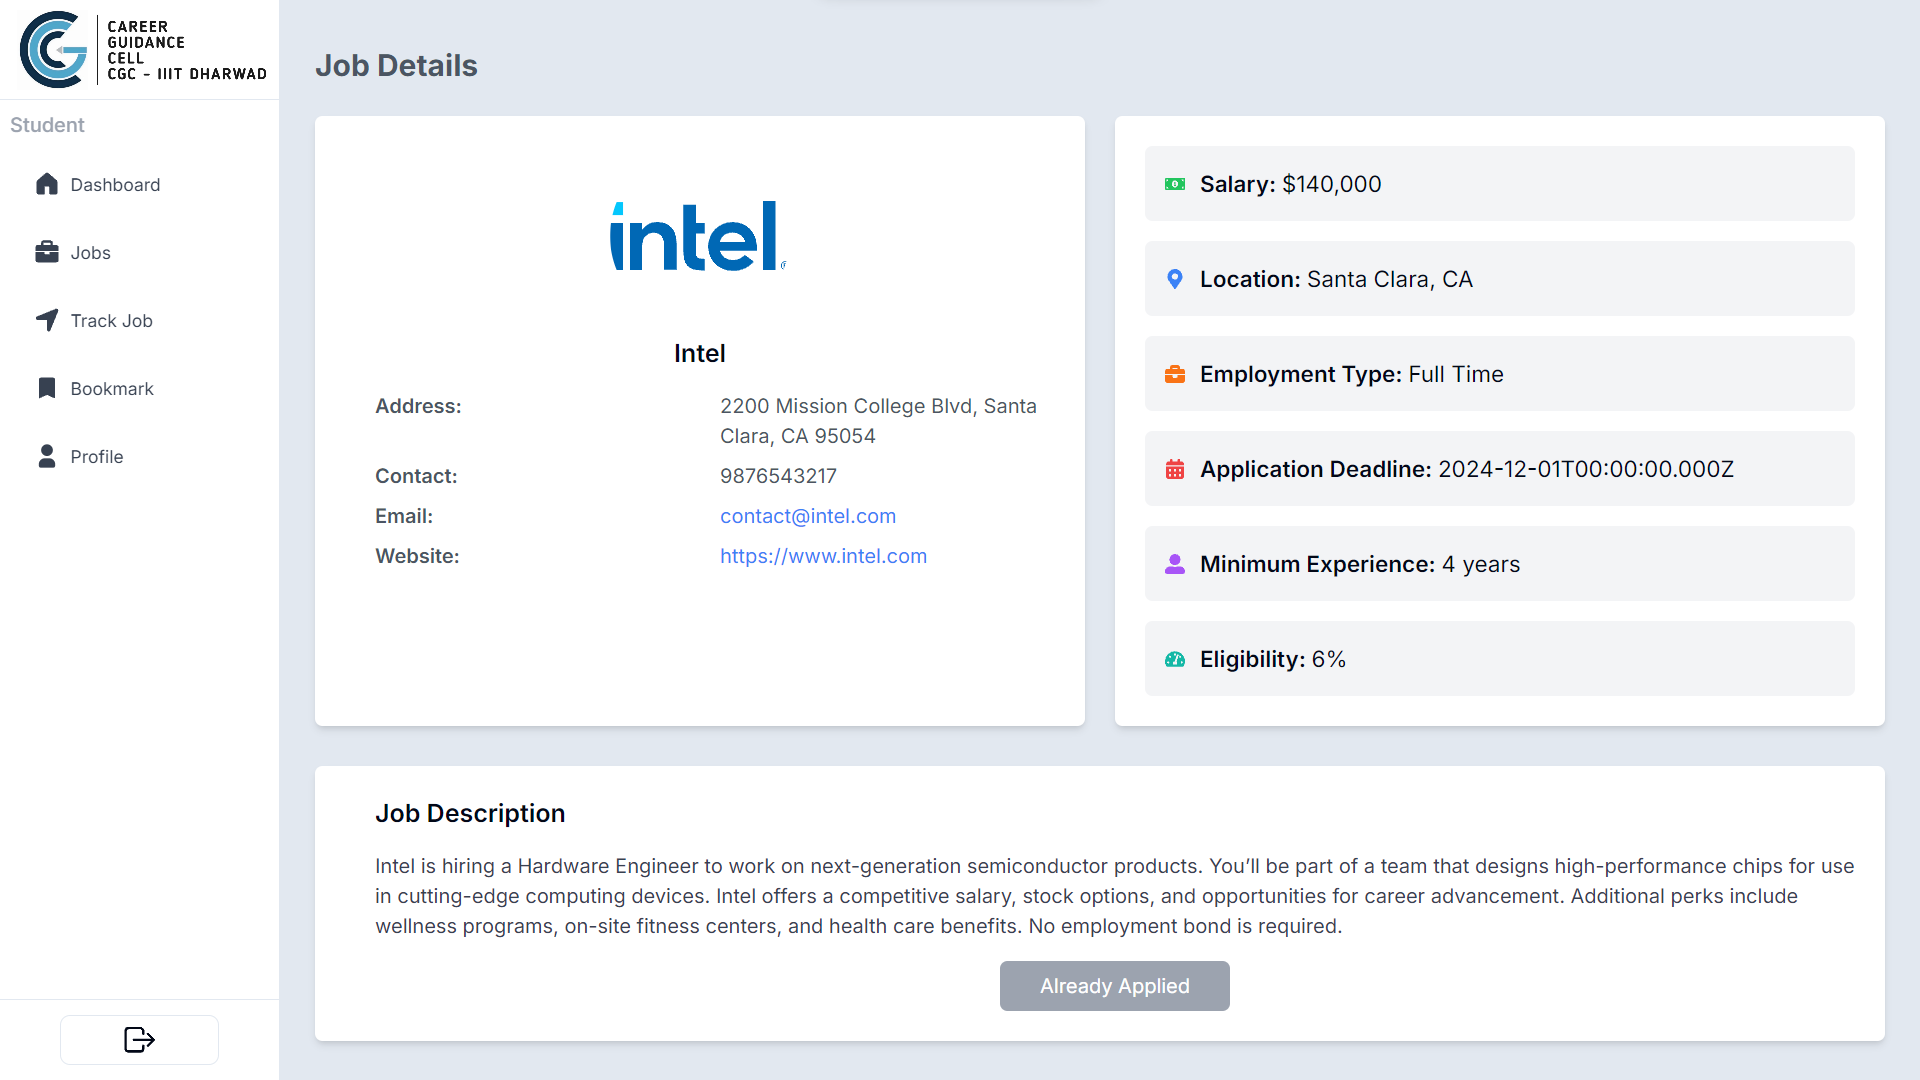 CAREER
GUIDANCE
CELL
CGC - IIIT DHARWAD
Student
Dashboard
Jobs
Track Job
Bookmark
Profile
Job Details
intel
Intel
Address: 2200 Mission College Blvd, Santa
Clara, CA 95054
Contact: 9876543217
Email: contact@intel.com
Website: https://www.intel.com
Salary: $140,000
Location: Santa Clara, CA
Employment Type: Full Time
Application Deadline: 2024-12-01T00:00:00.000Z
Minimum Experience: 4 years
Eligibility: 6%
Job Description
Intel is hiring a Hardware Engineer to work on next-generation semiconductor products. You’ll be part of a team that designs high-performance chips for use
in cutting-edge computing devices. Intel offers a competitive salary, stock options, and opportunities for career advancement. Additional perks include
wellness programs, on-site fitness centers, and health care benefits. No employment bond is required.
Already Applied